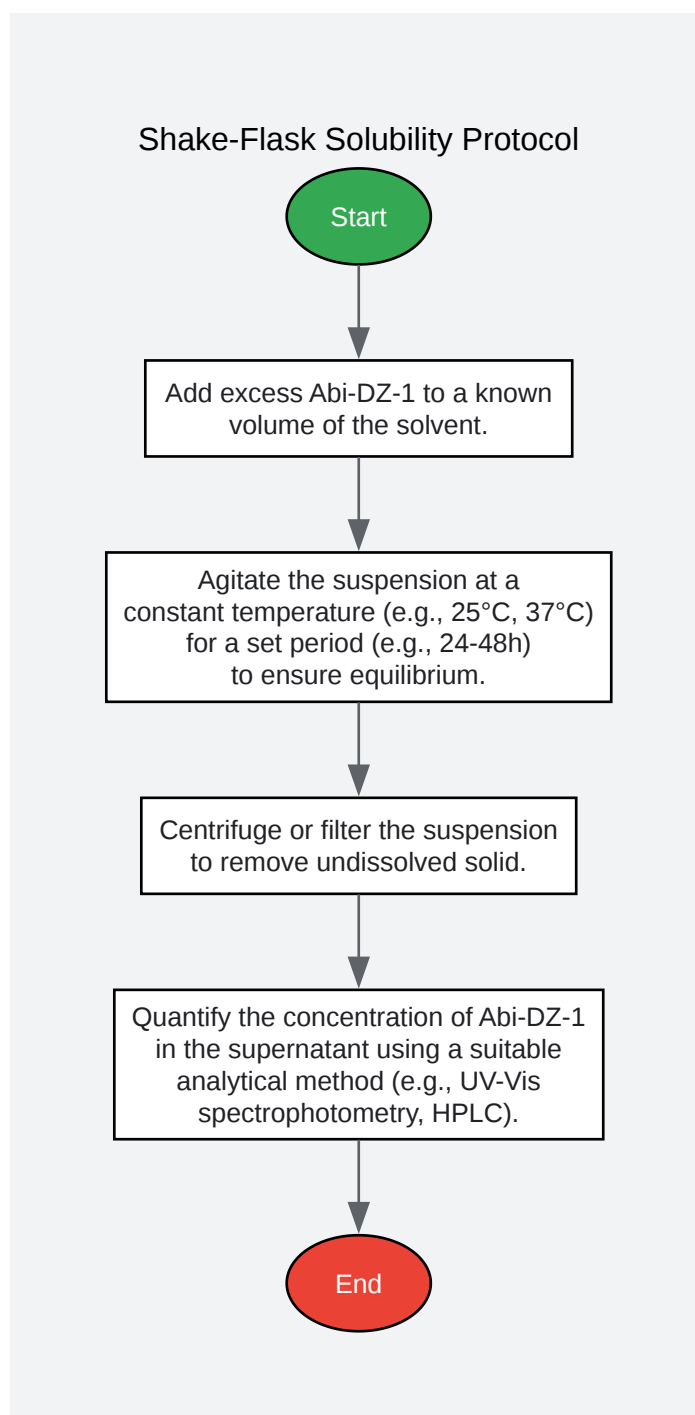 Shake-Flask Solubility Protocol
Start
Add excess Abi-DZ-1 to a known
volume of the solvent.
Agitate the suspension at a
constant temperature (e.g., 25°C, 37°C)
for a set period (e.g., 24-48h)
to ensure equilibrium.
Centrifuge or filter the suspension
to remove undissolved solid.
Quantify the concentration of Abi-DZ-1
in the supernatant using a suitable
analytical method (e.g., UV-Vis
spectrophotometry, HPLC).
End